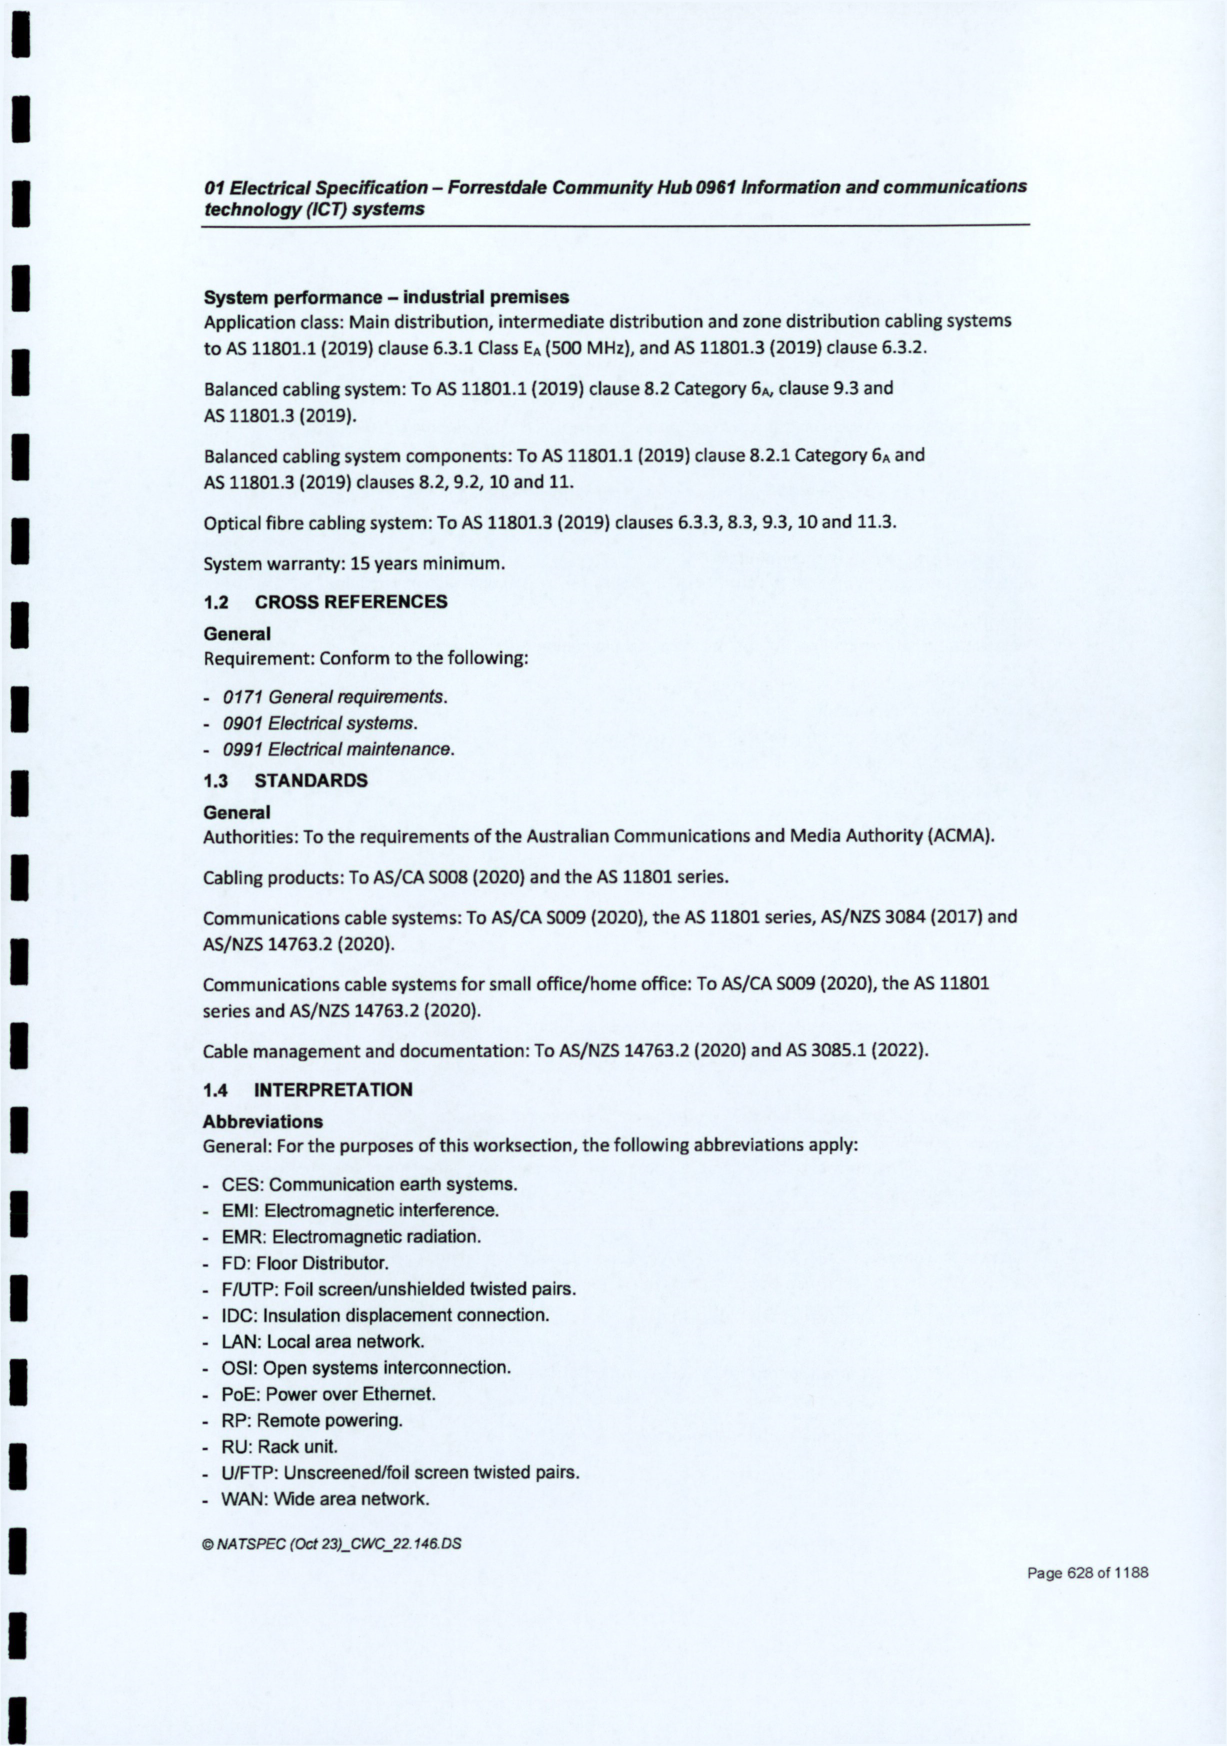 01 Electrical Specification – Forrestdale Community Hub 0961 Information and communications
technology (ICT) systems
System performance – industrial premises
Application class: Main distribution, intermediate distribution and zone distribution cabling systems
to AS 11801.1 (2019) clause 6.3.1 Class EA (500 MHz), and AS 11801.3 (2019) clause 6.3.2.
Balanced cabling system: To AS 11801.1 (2019) clause 8.2 Category 6A, clause 9.3 and
AS 11801.3 (2019).
Balanced cabling system components: To AS 11801.1 (2019) clause 8.2.1 Category 6A and
AS 11801.3 (2019) clauses 8.2, 9.2, 10 and 11.
Optical fibre cabling system: To AS 11801.3 (2019) clauses 6.3.3, 8.3, 9.3, 10 and 11.3.
System warranty: 15 years minimum.
1.2 CROSS REFERENCES
General
Requirement: Conform to the following:
- 0171 General requirements.
- 0901 Electrical systems.
- 0991 Electrical maintenance.
1.3 STANDARDS
General
Authorities: To the requirements of the Australian Communications and Media Authority (ACMA).
Cabling products: To AS/CA S008 (2020) and the AS 11801 series.
Communications cable systems: To AS/CA S009 (2020), the AS 11801 series, AS/NZS 3084 (2017) and
AS/NZS 14763.2 (2020).
Communications cable systems for small office/home office: To AS/CA S009 (2020), the AS 11801
series and AS/NZS 14763.2 (2020).
Cable management and documentation: To AS/NZS 14763.2 (2020) and AS 3085.1 (2022).
1.4 INTERPRETATION
Abbreviations
General: For the purposes of this worksection, the following abbreviations apply:
- CES: Communication earth systems.
- EMI: Electromagnetic interference.
- EMR: Electromagnetic radiation.
- FD: Floor Distributor.
- F/UTP: Foil screen/unshielded twisted pairs.
- IDC: Insulation displacement connection.
- LAN: Local area network.
- OSI: Open systems interconnection.
- PoE: Power over Ethernet.
- RP: Remote powering.
- RU: Rack unit.
- U/FTP: Unscreened/foil screen twisted pairs.
- WAN: Wide area network.
© NATSPEC (Oct 23)_CWC_22.146.DS
Page 628 of 1188